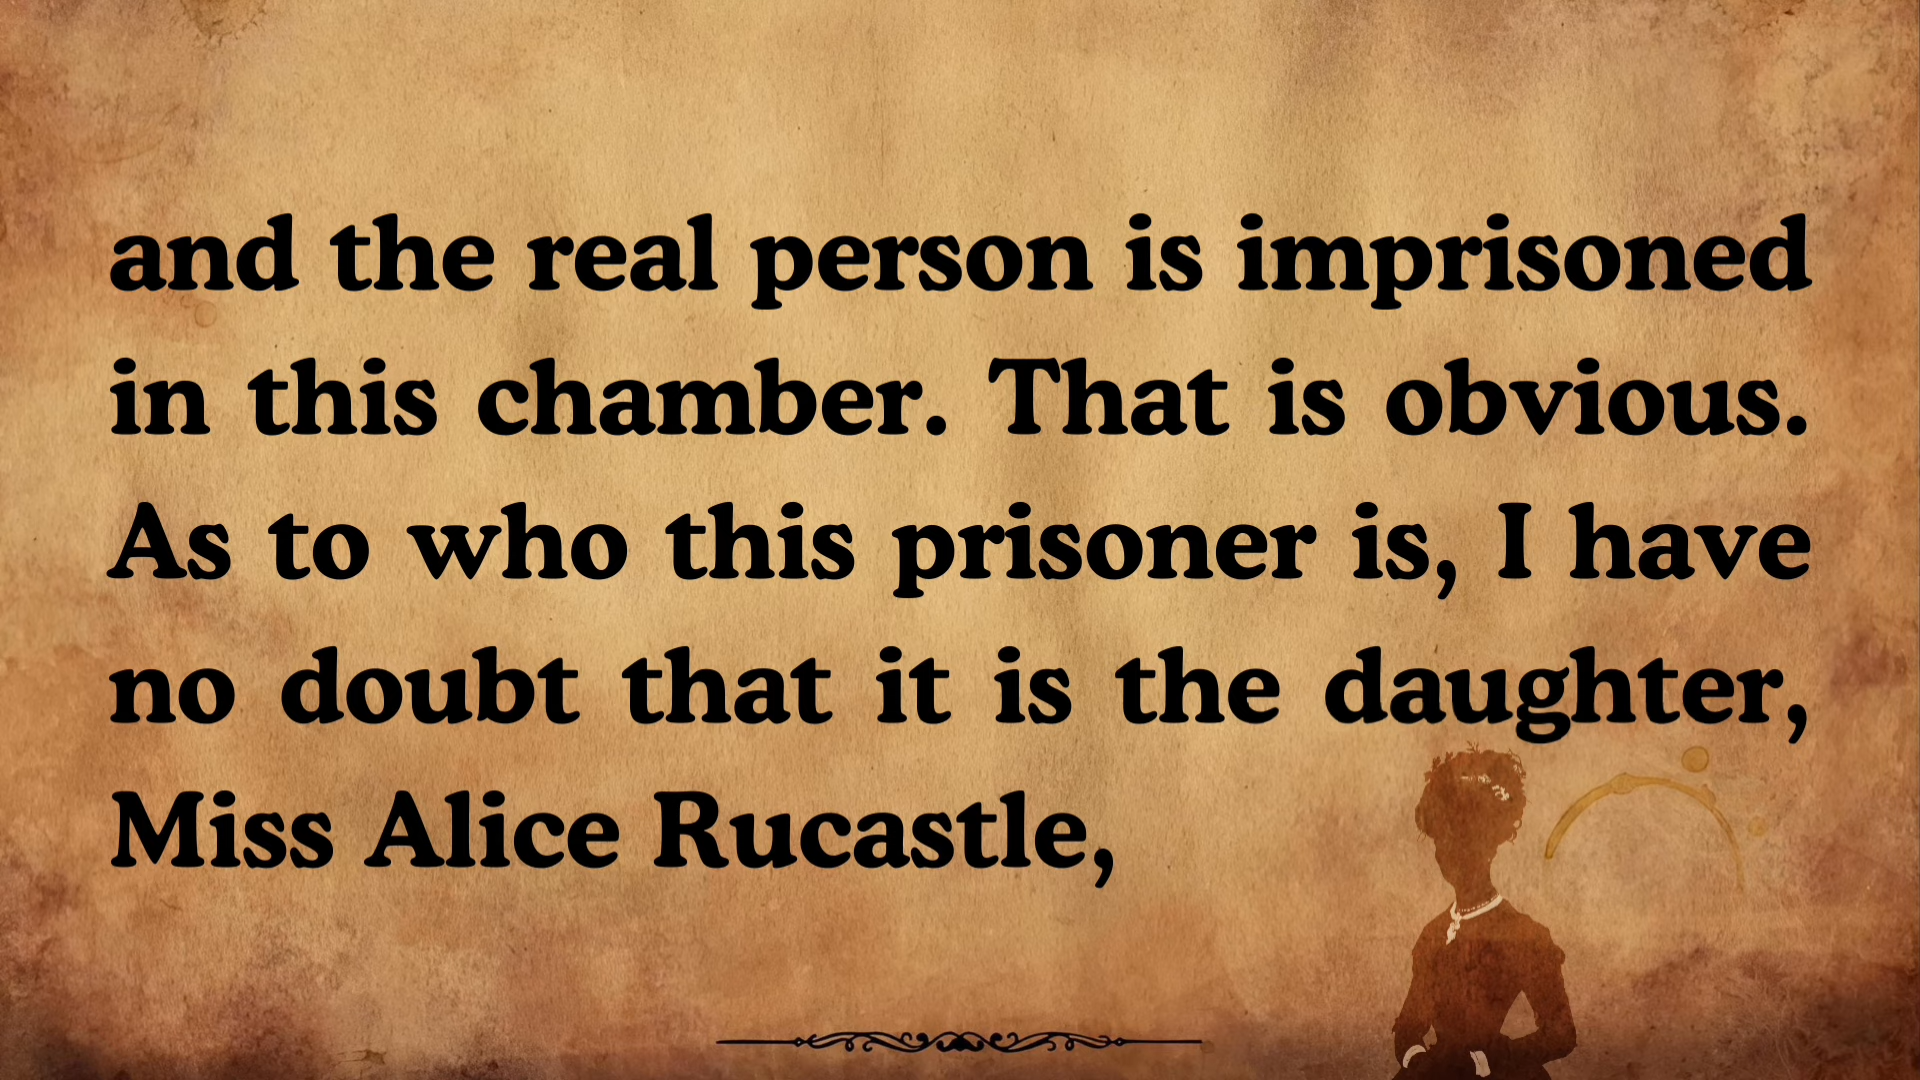 and the real person is imprisoned
in this chamber. That is obvious.
As to who this prisoner is, I have
no doubt that it is the daughter,
Miss Alice Rucastle,